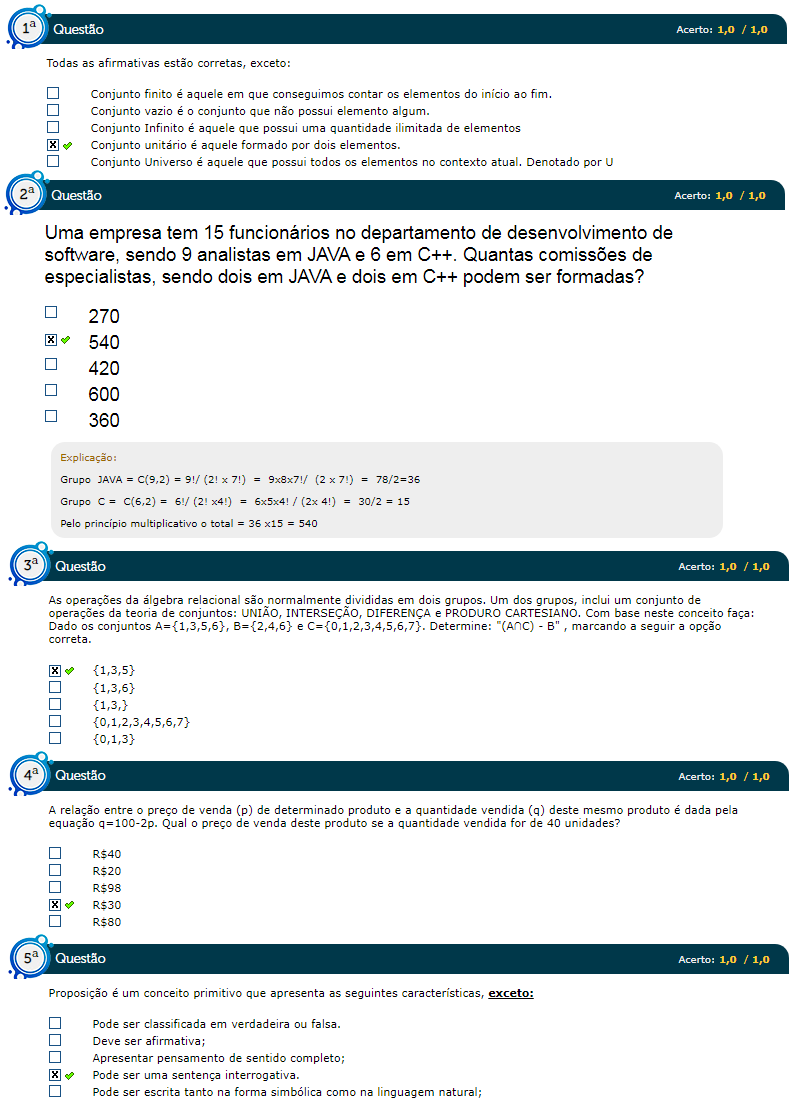 1ª Questão Acerto: 1,0 / 1,0
Todas as afirmativas estão corretas, exceto:
Conjunto finito é aquele em que conseguimos contar os elementos do início ao fim.
Conjunto vazio é o conjunto que não possui elemento algum.
Conjunto Infinito é aquele que possui uma quantidade ilimitada de elementos
X Conjunto unitário é aquele formado por dois elementos.
Conjunto Universo é aquele que possui todos os elementos no contexto atual. Denotado por U
2ª Questão Acerto: 1,0 / 1,0
Uma empresa tem 15 funcionários no departamento de desenvolvimento de
software, sendo 9 analistas em JAVA e 6 em C++. Quantas comissões de
especialistas, sendo dois em JAVA e dois em C++ podem ser formadas?
270
X 540
420
600
360
Explicação:
Grupo JAVA = C(9,2) = 9!/ (2! x 7!) = 9x8x7!/ (2 x 7!) = 78/2=36
Grupo C = C(6,2) = 6!/ (2! x4!) = 6x5x4! / (2x 4!) = 30/2 = 15
Pelo princípio multiplicativo o total = 36 x15 = 540
3ª Questão Acerto: 1,0 / 1,0
As operações da álgebra relacional são normalmente divididas em dois grupos. Um dos grupos, inclui um conjunto de
operações da teoria de conjuntos: UNIÃO, INTERSEÇÃO, DIFERENÇA e PRODURO CARTESIANO. Com base neste conceito faça:
Dado os conjuntos A={1,3,5,6}, B={2,4,6} e C={0,1,2,3,4,5,6,7}. Determine: "(A∩C) - B" , marcando a seguir a opção
correta.
X {1,3,5}
{1,3,6}
{1,3,}
{0,1,2,3,4,5,6,7}
{0,1,3}
4ª Questão Acerto: 1,0 / 1,0
A relação entre o preço de venda (p) de determinado produto e a quantidade vendida (q) deste mesmo produto é dada pela
equação q=100-2p. Qual o preço de venda deste produto se a quantidade vendida for de 40 unidades?
R$40
R$20
R$98
X R$30
R$80
5ª Questão Acerto: 1,0 / 1,0
Proposição é um conceito primitivo que apresenta as seguintes características, exceto:
Pode ser classificada em verdadeira ou falsa.
Deve ser afirmativa;
Apresentar pensamento de sentido completo;
X Pode ser uma sentença interrogativa.
Pode ser escrita tanto na forma simbólica como na linguagem natural;